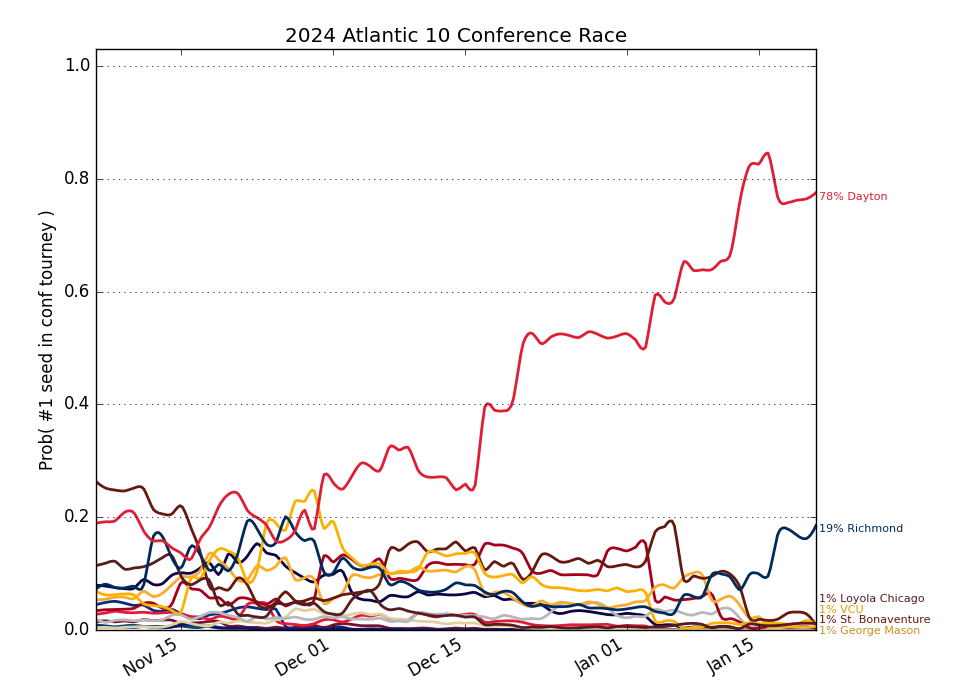 2024 Atlantic 10 Conference Race
Prob( #1 seed in conf tourney )
1.0
0.8
0.6
0.4
0.2
0.0
Nov 15
Dec 01
Dec 15
Jan 01
Jan 15
78% Dayton
19% Richmond
1% Loyola Chicago
1% VCU
1% St. Bonaventure
1% George Mason